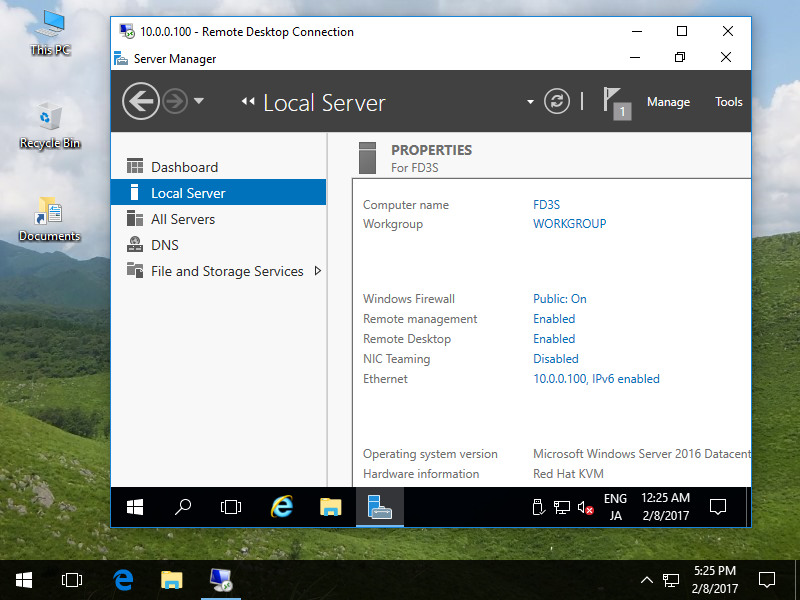 This PC
Recycle Bin
Documents
10.0.0.100 - Remote Desktop Connection
Server Manager
Local Server
1
Manage
Tools
Dashboard
Local Server
All Servers
DNS
File and Storage Services
PROPERTIES
For FD3S
Computer name FD3S
Workgroup WORKGROUP
Windows Firewall Public: On
Remote management Enabled
Remote Desktop Enabled
NIC Teaming Disabled
Ethernet 10.0.0.100, IPv6 enabled
Operating system version Microsoft Windows Server 2016 Datacent
Hardware information Red Hat KVM
ENG
JA
12:25 AM
2/8/2017
5:25 PM
2/8/2017